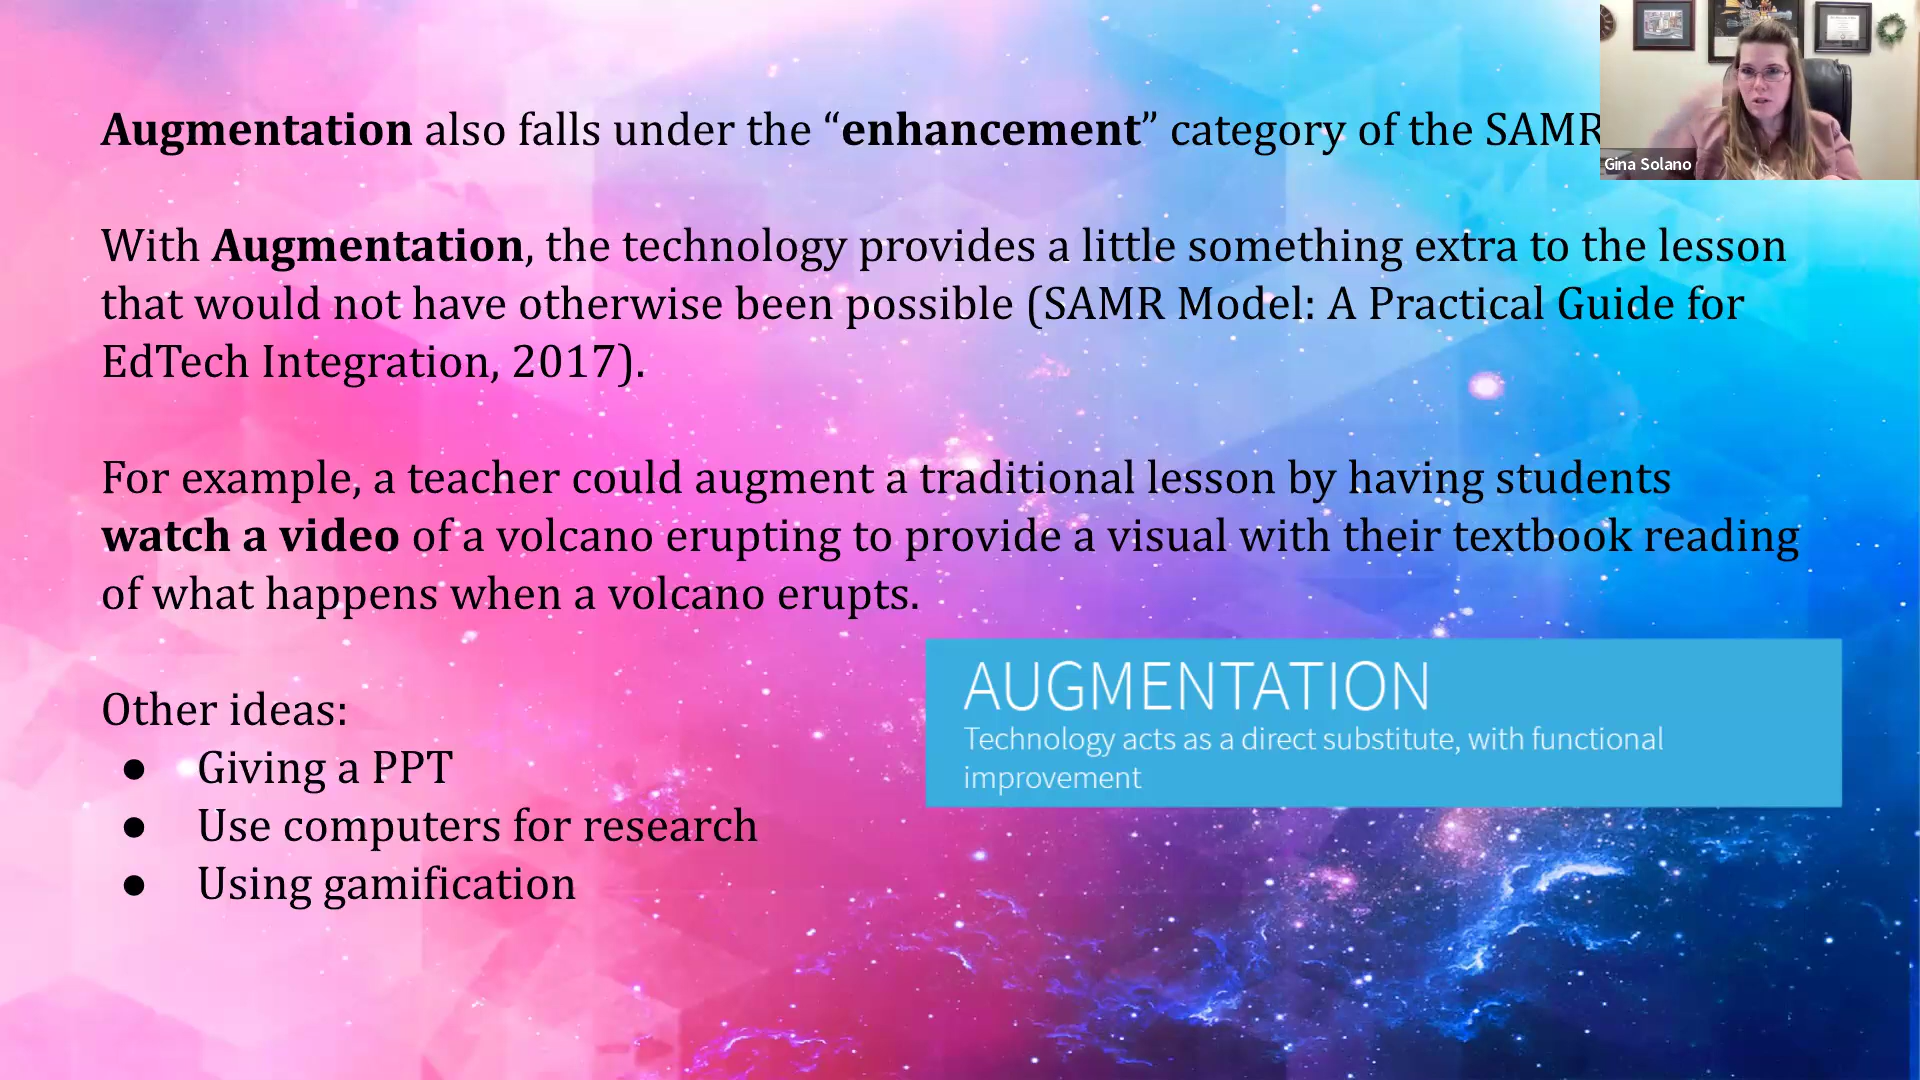 Augmentation also falls under the “enhancement” category of the SAMR
Gina Solano
With Augmentation, the technology provides a little something extra to the lesson
that would not have otherwise been possible (SAMR Model: A Practical Guide for
EdTech Integration, 2017).
For example, a teacher could augment a traditional lesson by having students
watch a video of a volcano erupting to provide a visual with their textbook reading
of what happens when a volcano erupts.
AUGMENTATION
Technology acts as a direct substitute, with functional
improvement
Other ideas:
● Giving a PPT
● Use computers for research
● Using gamification